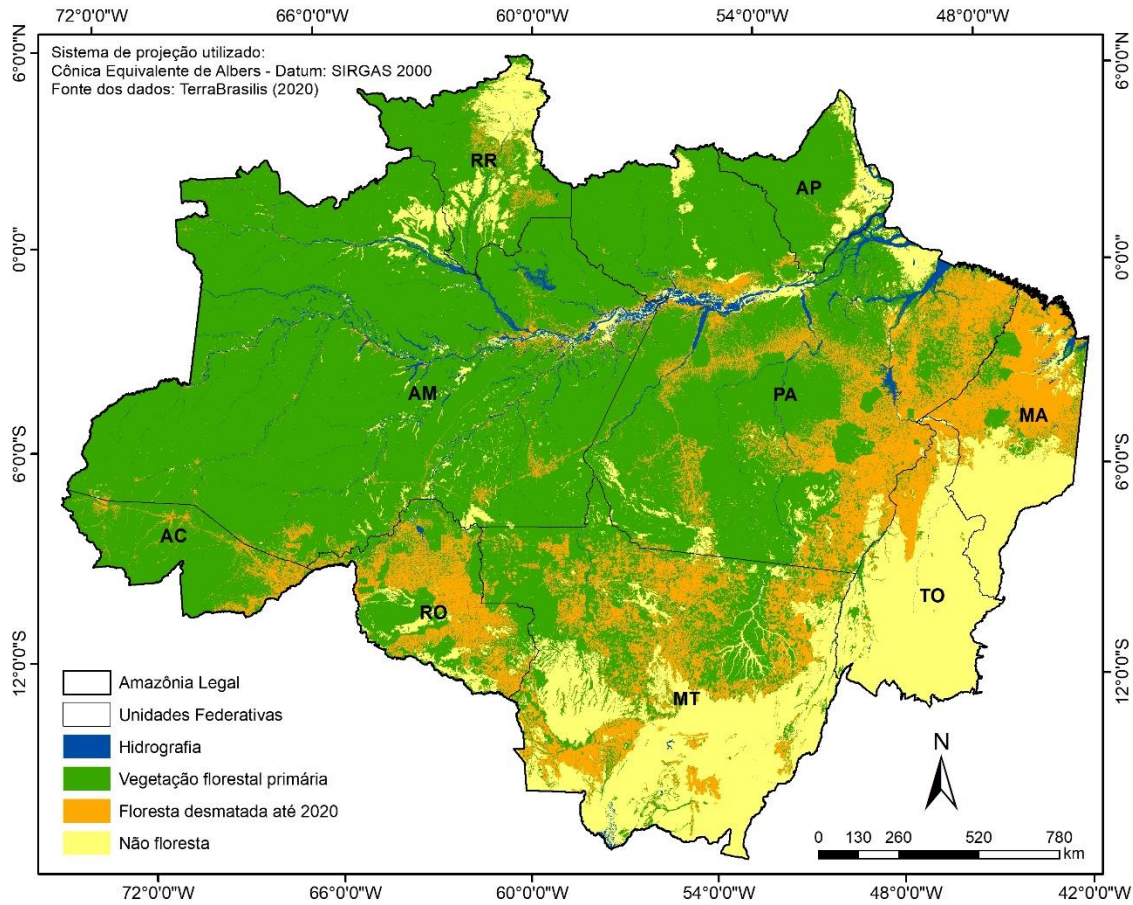 72°0'0"W 66°0'0"W 60°0'0"W 54°0'0"W 48°0'0"W
6°0'0"N
6°0'0"N
Sistema de projeção utilizado:
Cônica Equivalente de Albers - Datum: SIRGAS 2000
Fonte dos dados: TerraBrasilis (2020)
RR
AP
0°0'0"
0°0'0"
AM
PA
MA
6°0'0"S
6°0'0"S
AC
RO
TO
12°0'0"S
12°0'0"S
MT
Amazônia Legal
Unidades Federativas
Hidrografia
Vegetação florestal primária
Floresta desmatada até 2020
Não floresta
N
0 130 260 520 780
km
72°0'0"W 66°0'0"W 60°0'0"W 54°0'0"W 48°0'0"W 42°0'0"W